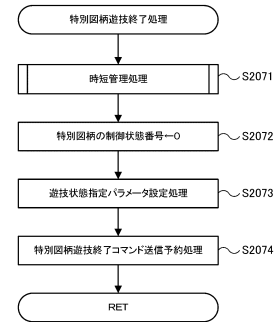 特別図柄遊技終了処理
時短管理処理
S2071
特別図柄の制御状態番号←0
S2072
遊技状態指定パラメータ設定処理
S2073
特別図柄遊技終了コマンド送信予約処理
S2074
RET